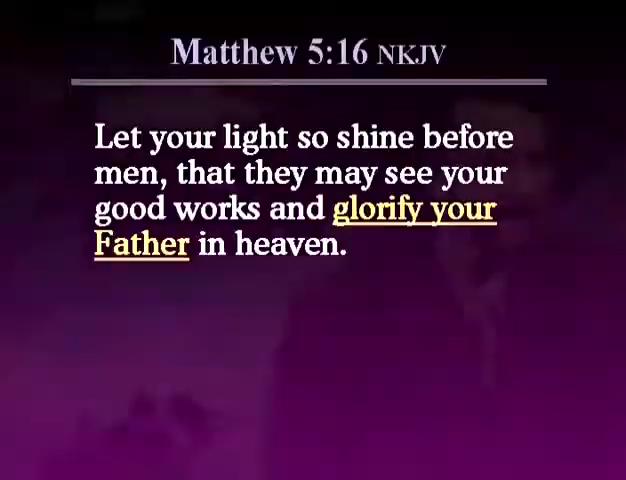 Matthew 5:16 NKJV
Let your light so shine before
men, that they may see your
good works and glorify your
Father in heaven.